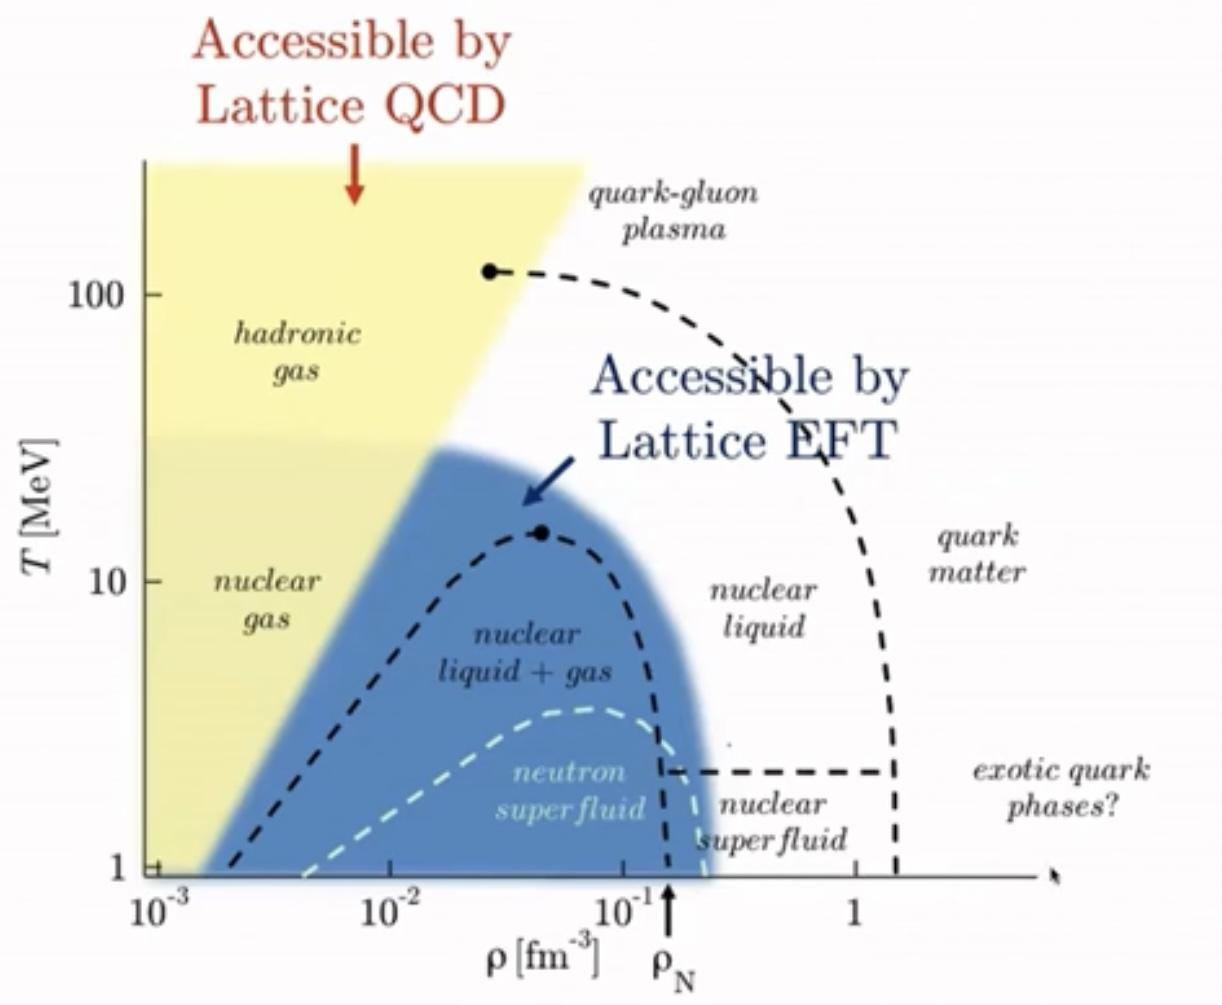 Accessible by
Lattice QCD
quark-gluon
plasma
100
hadronic
gas
Accessible by
Lattice EFT
T [MeV]
10
nuclear
gas
nuclear
liquid + gas
nuclear
liquid
quark
matter
neutron
superfluid
nuclear
superfluid
exotic quark
phases?
1
10⁻³
10⁻²
10⁻¹
1
ρ [fm⁻³]
ρ_N